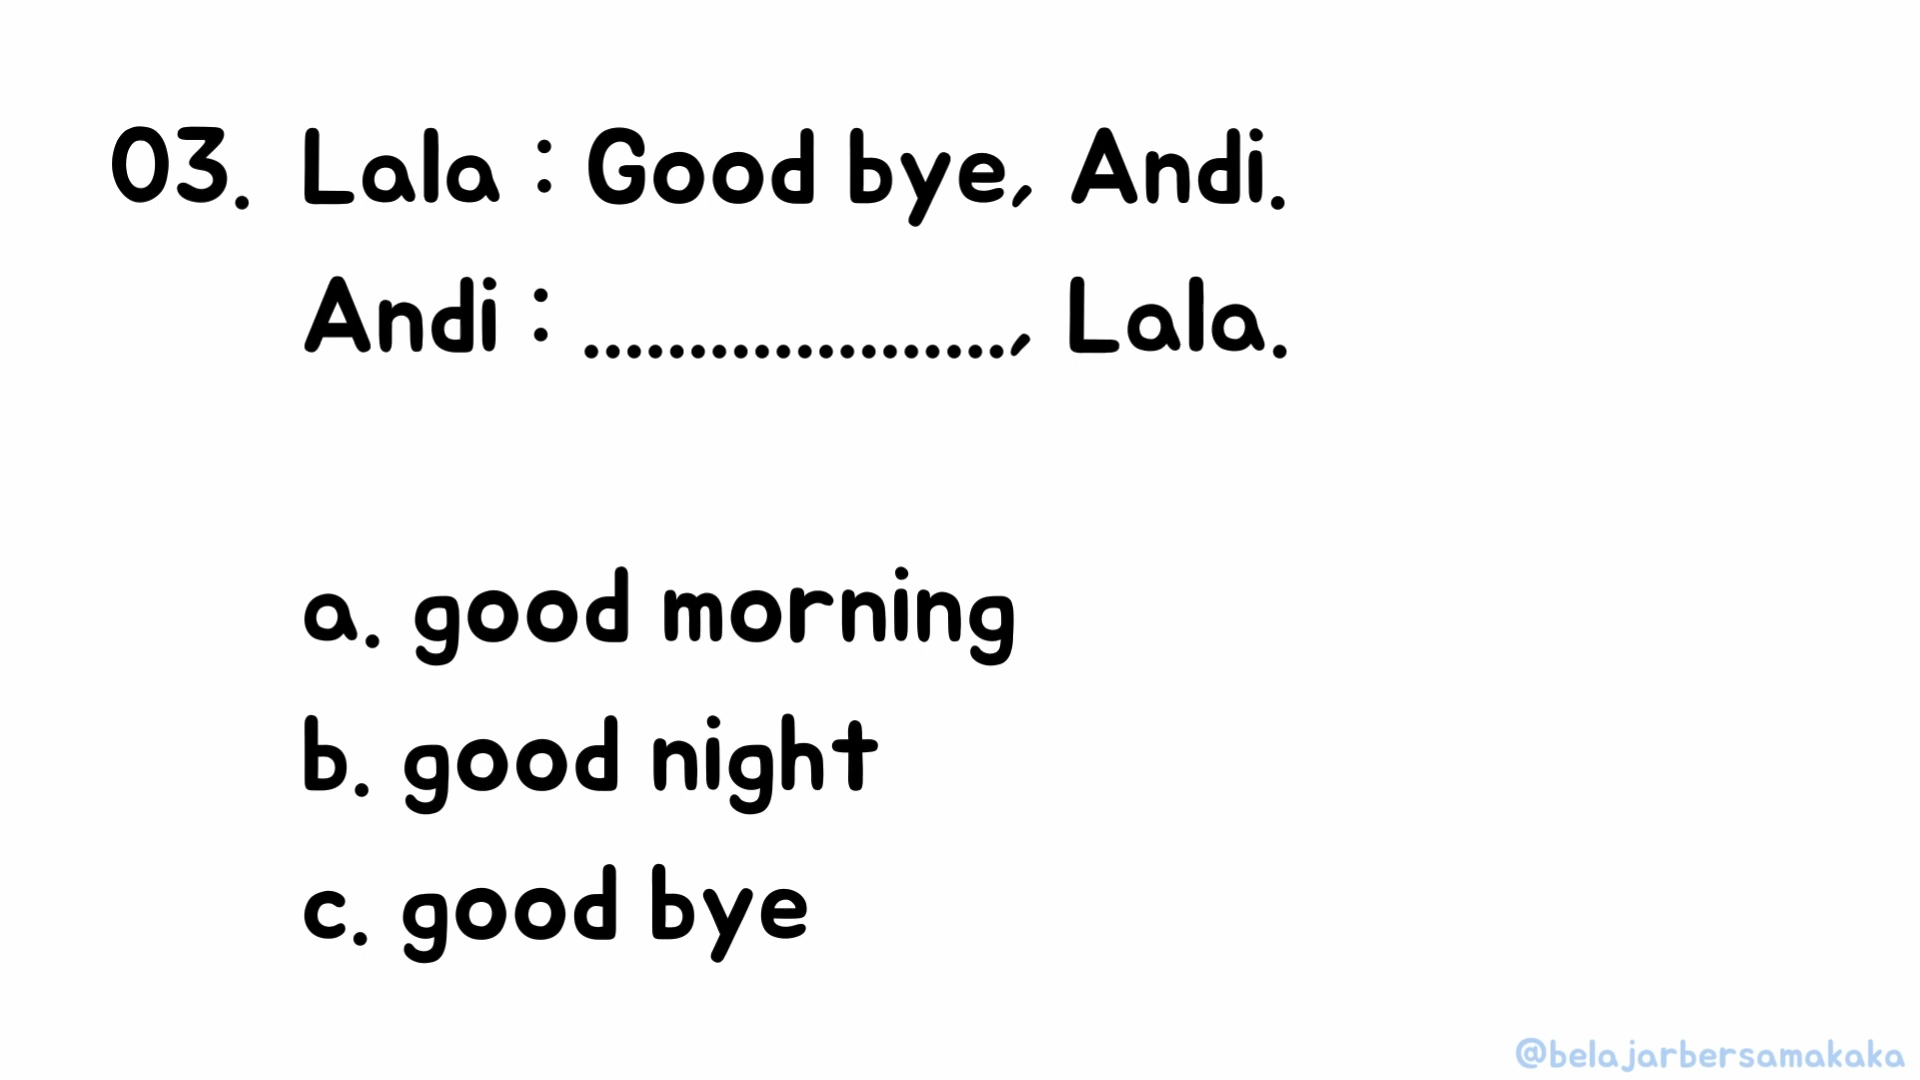 03. Lala : Good bye, Andi.
Andi : ...................., Lala.
a. good morning
b. good night
c. good bye
@belajarbersamakaka